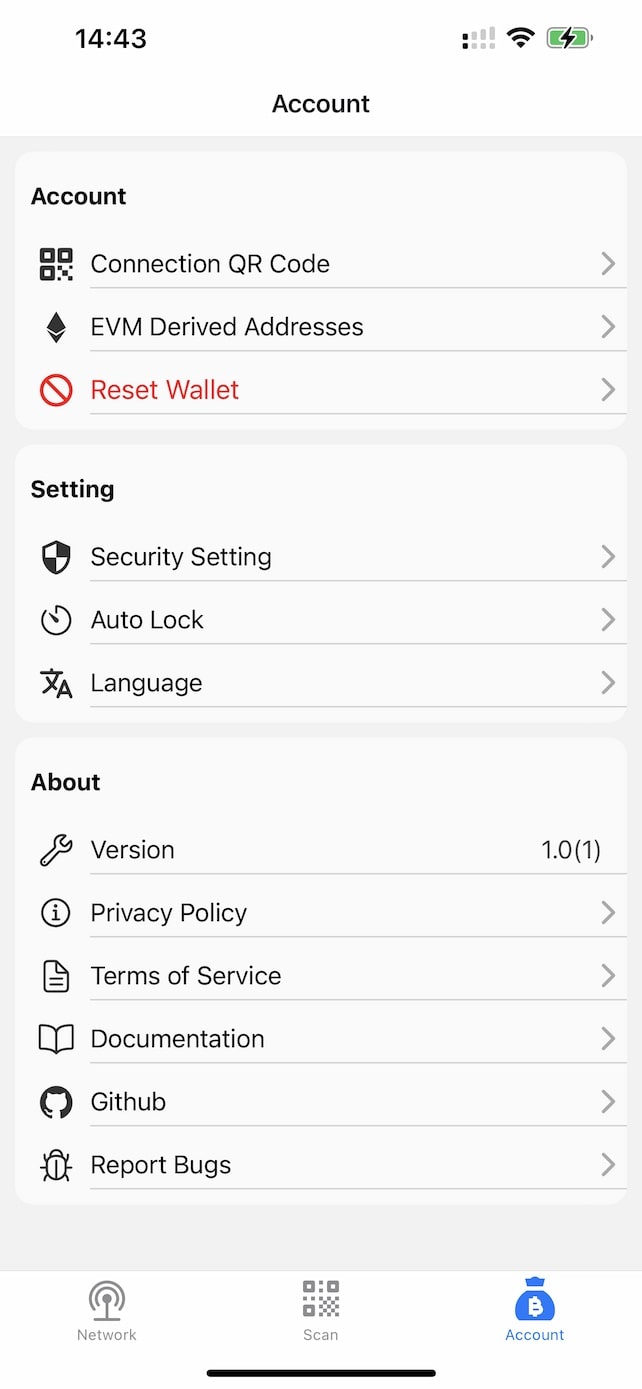 14:43
Account
Account
Connection QR Code
EVM Derived Addresses
Reset Wallet
Setting
Security Setting
Auto Lock
Language
About
Version 1.0(1)
Privacy Policy
Terms of Service
Documentation
Github
Report Bugs
Network Scan Account